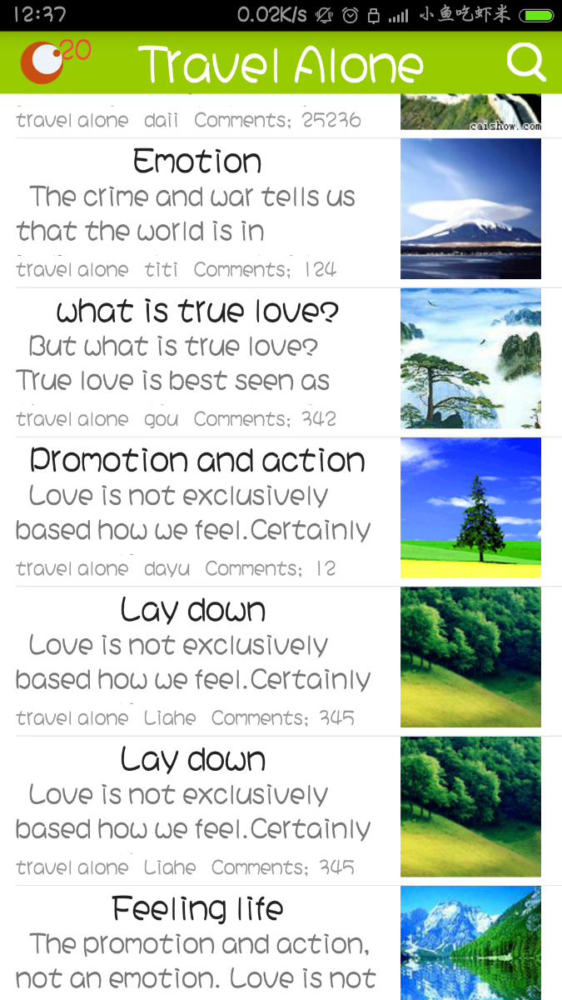 12:37 0.02K/s 小鱼吃虾米
20 Travel Alone
travel alone daii Comments; 25236
caishow.com
Emotion
The crime and war tells us
that the world is in
travel alone titi Comments; 124
what is true love?
But what is true love?
True love is best seen as
travel alone gou Comments; 342
Promotion and action
Love is not exclusively
based how we feel.Certainly
travel alone dayu Comments; 12
Lay down
Love is not exclusively
based how we feel.Certainly
travel alone Liahe Comments; 345
Lay down
Love is not exclusively
based how we feel.Certainly
travel alone Liahe Comments; 345
Feeling life
The promotion and action,
not an emotion. Love is not